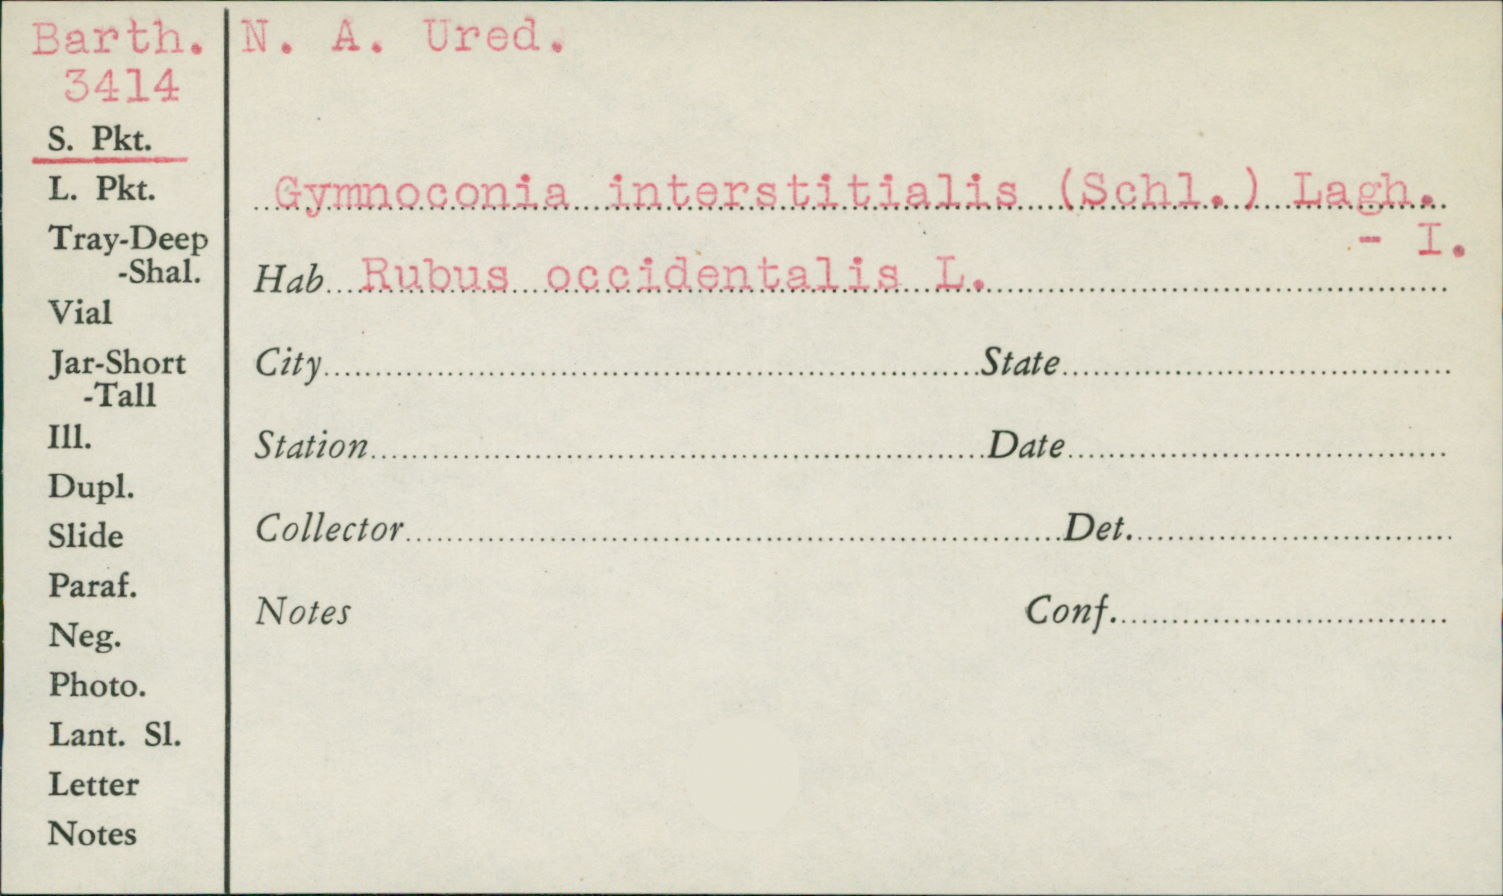 Barth. N. A. Ured.
3414
S. Pkt.
L. Pkt.
Tray-Deep
-Shal.
Vial
Jar-Short
-Tall
Ill.
Dupl.
Slide
Paraf.
Neg.
Photo.
Lant. Sl.
Letter
Notes
Gymnoconia interstitialis (Schl.) Lagh.
- I.
Hab Rubus occidentalis L.
City State
Station Date
Collector Det.
Notes Conf.